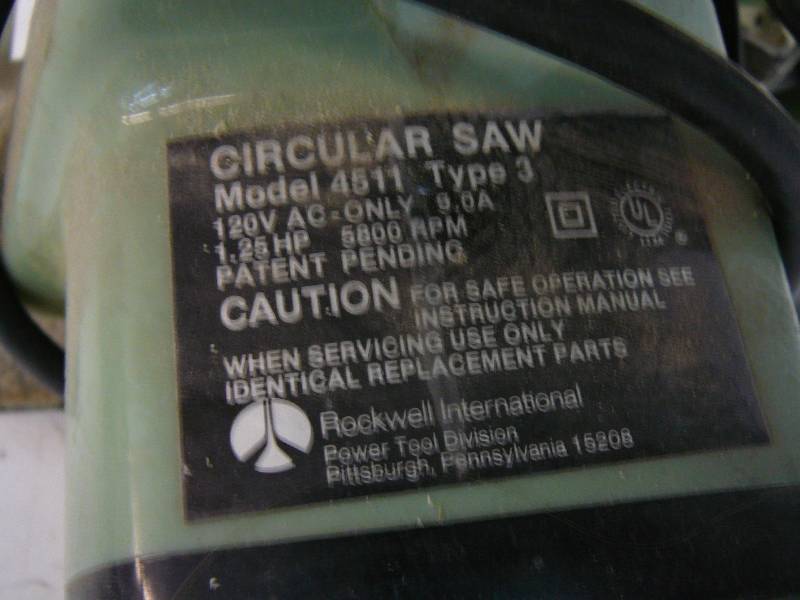 CIRCULAR SAW
Model 4511 Type 3
120V AC-ONLY 9.0A
1.25 HP 5800 RPM
PATENT PENDING
UL
®
CAUTION FOR SAFE OPERATION SEE
INSTRUCTION MANUAL
WHEN SERVICING USE ONLY
IDENTICAL REPLACEMENT PARTS
Rockwell International
Power Tool Division
Pittsburgh, Pennsylvania 15208